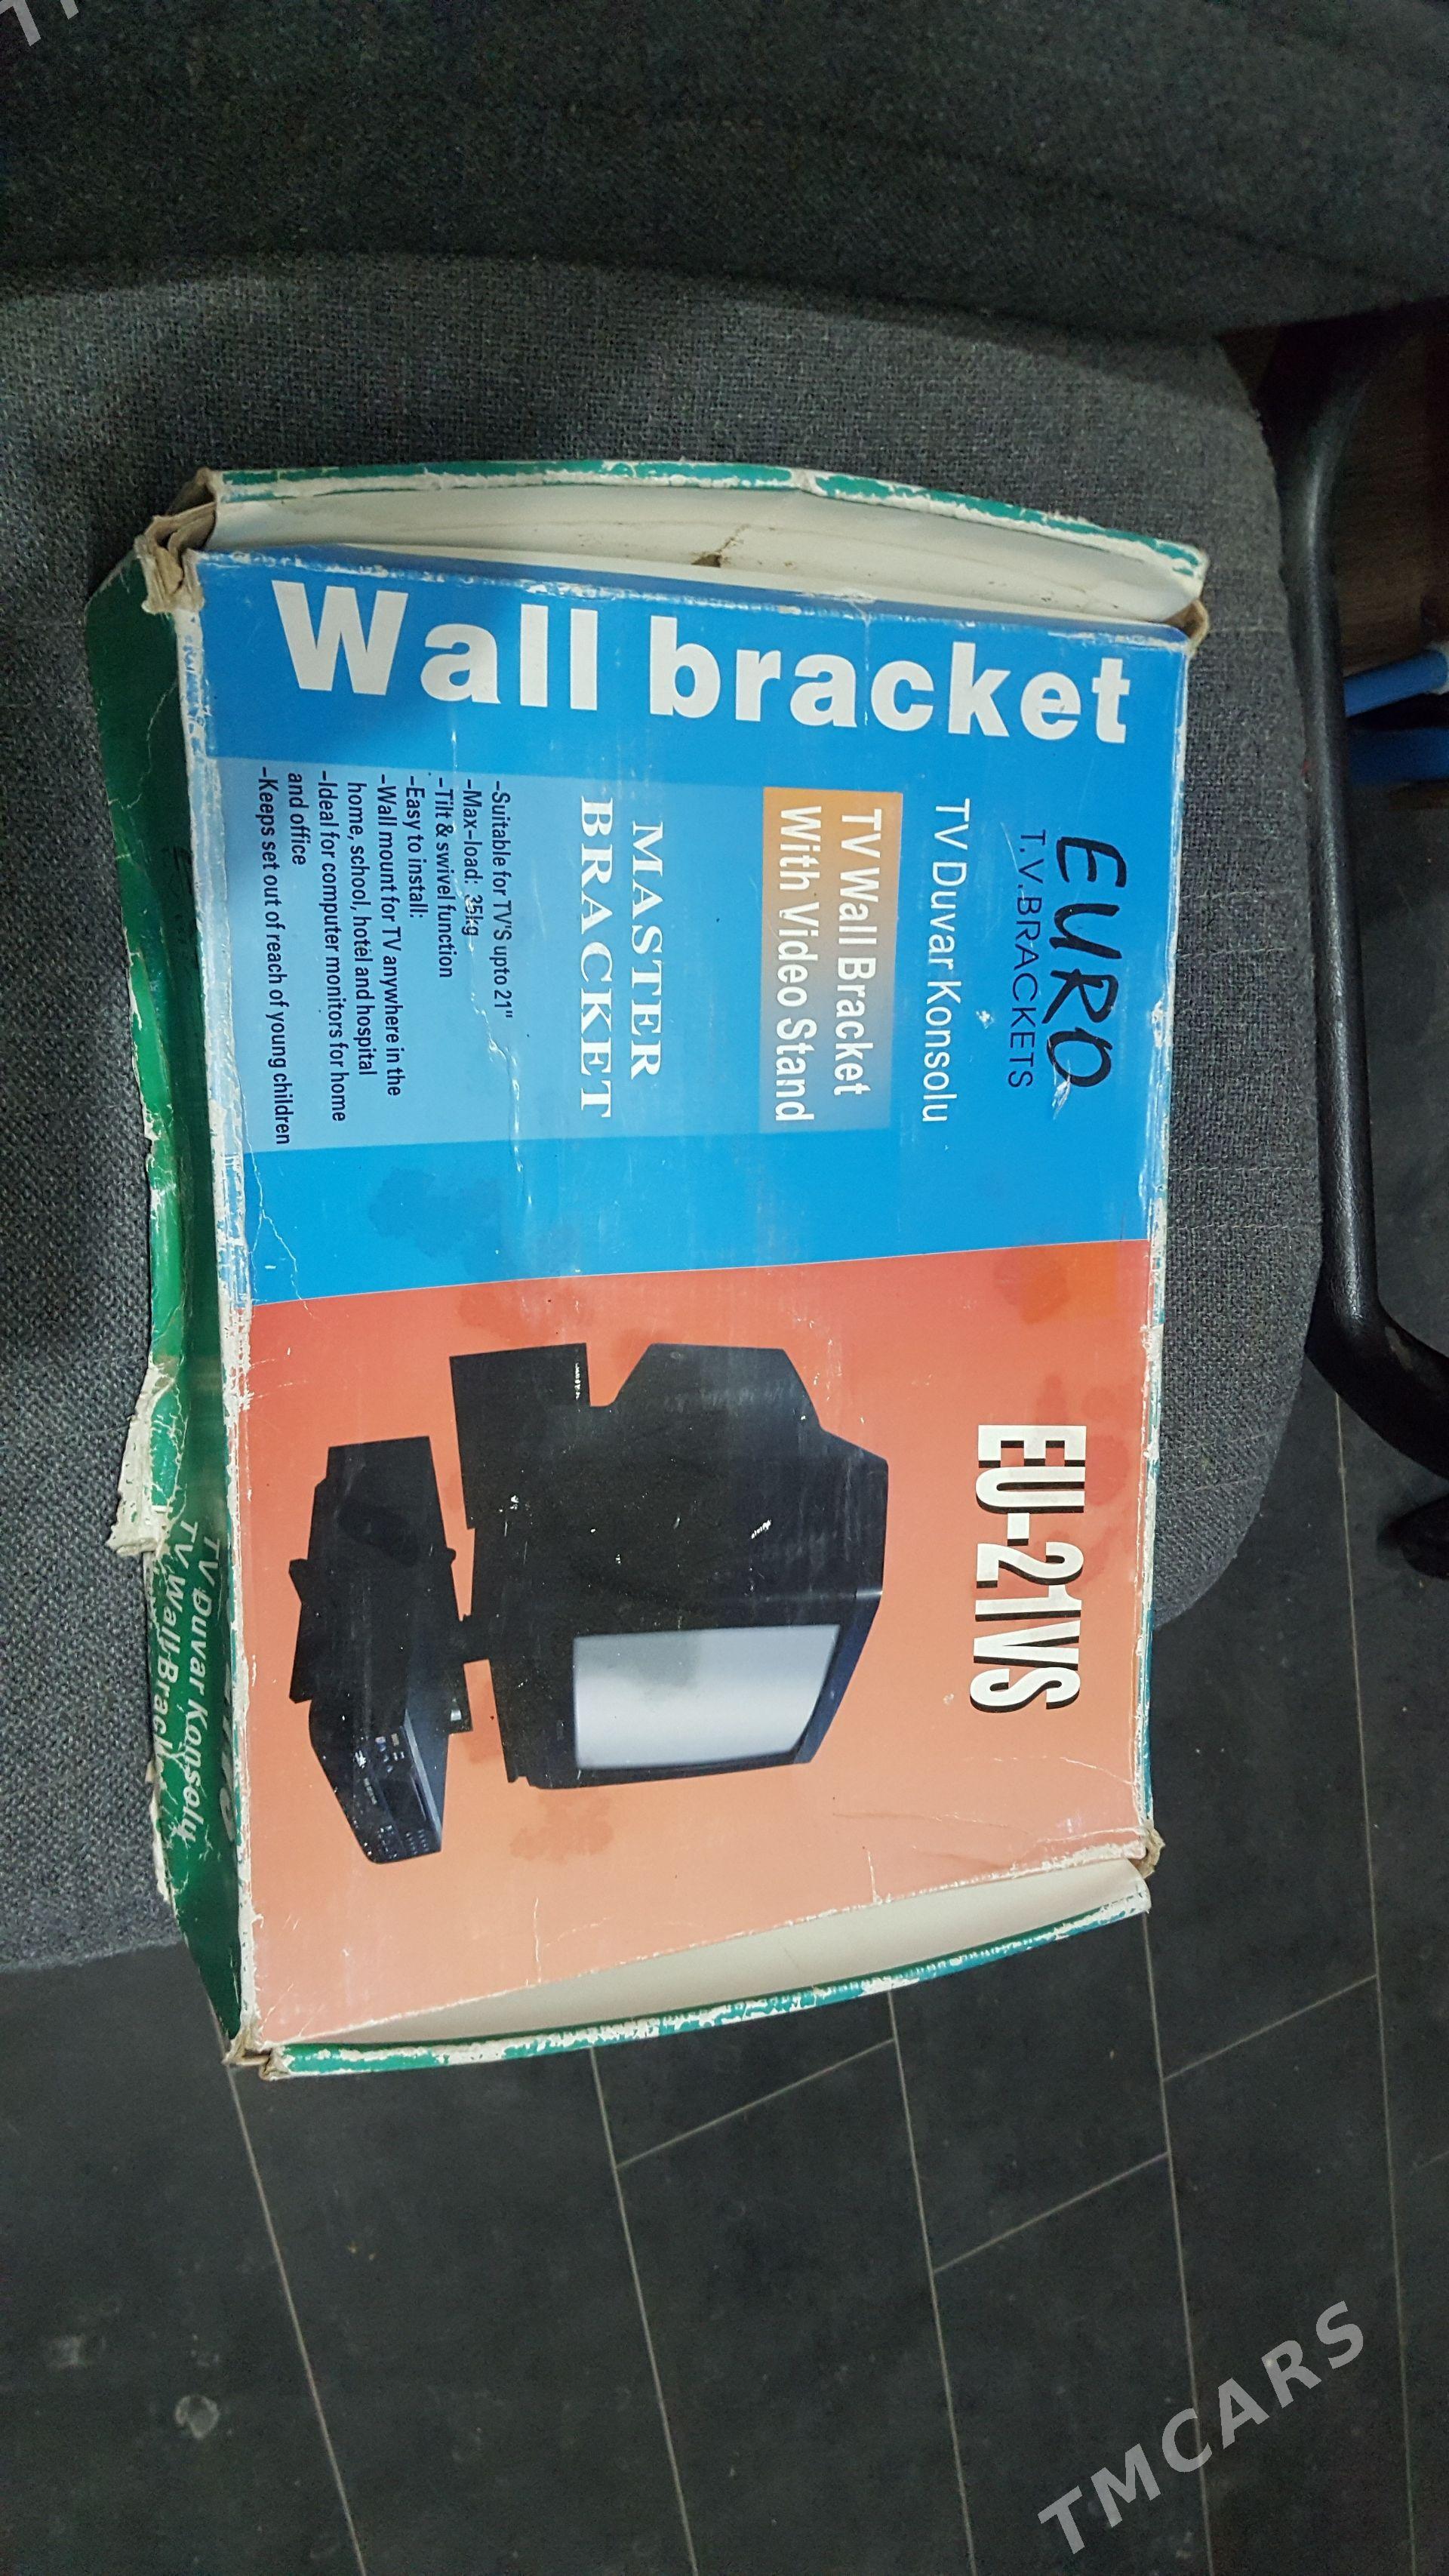 Wall bracket
EURO
T.V.BRACKETS
TV Duvar Konsolu
TV Wall Bracket
With Video Stand
MASTER
BRACKET
-Suitable for TV'S upto 21"
-Max-load: 35kg
-Tilt & swivel function
-Easy to install:
-Wall mount for TV anywhere in the
home, school, hotel and hospital
-Ideal for computer monitors for home
and office
-Keeps set out of reach of young children
EU-21VS
TV Duvar Konsolu
TV Wall Brack
TMCARS